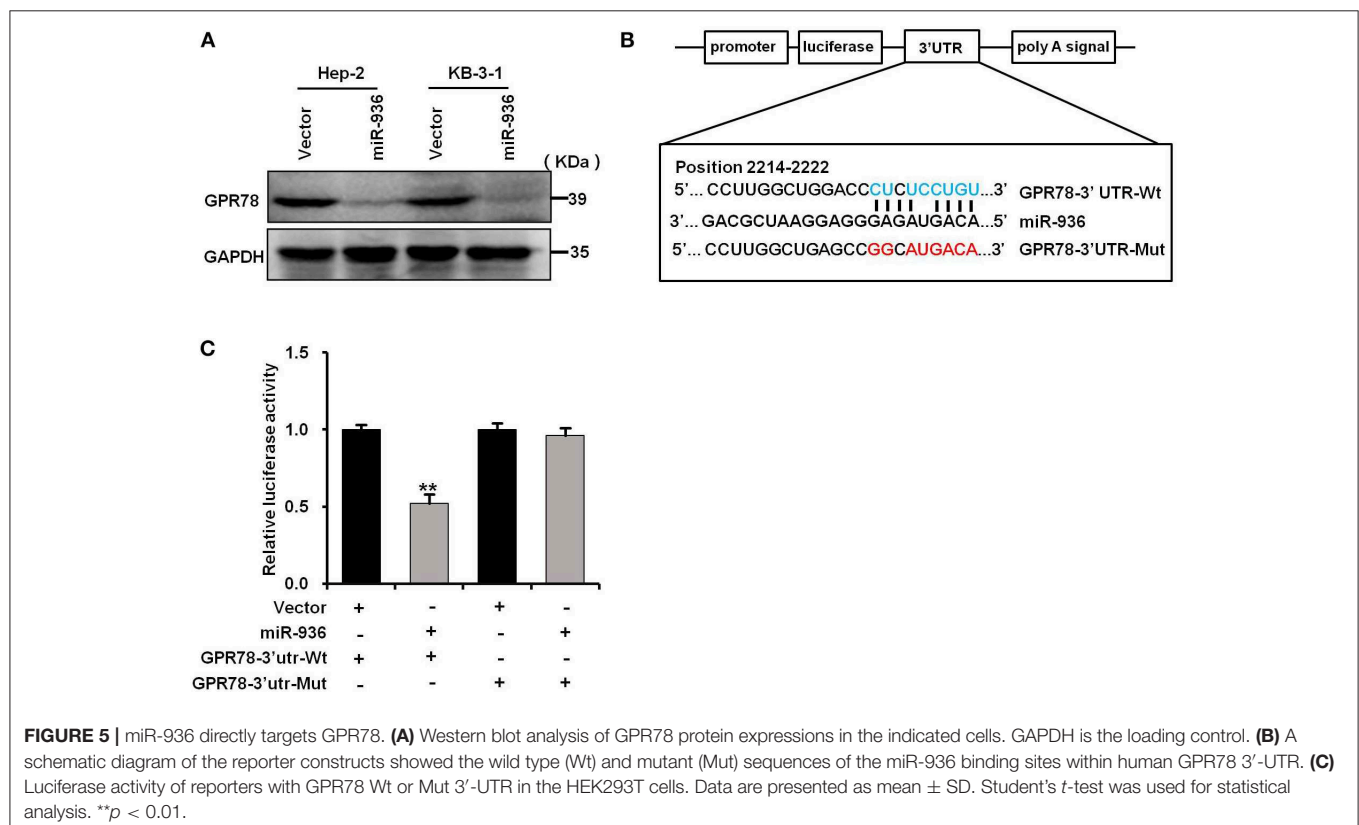 A
Hep-2 KB-3-1
Vector miR-936 Vector miR-936
( KDa)
GPR78 39
GAPDH 35
B
promoter luciferase 3'UTR poly A signal
Position 2214-2222
5'... CCUUGGCUGGACCCUCUCCUGU...3' GPR78-3' UTR-Wt
3'... GACGCUAAGGAGGGAGAUGACA... 5' miR-936
5'... CCUUGGCUGAGCCGGCAUGACA...3' GPR78-3'UTR-Mut
C
Relative luciferase activity
1.5
1.0
0.5
0.0
**
Vector + - + -
miR-936 - + - +
GPR78-3'utr-Wt + + - -
GPR78-3'utr-Mut - - + +
FIGURE 5 | miR-936 directly targets GPR78. (A) Western blot analysis of GPR78 protein expressions in the indicated cells. GAPDH is the loading control. (B) A
schematic diagram of the reporter constructs showed the wild type (Wt) and mutant (Mut) sequences of the miR-936 binding sites within human GPR78 3′-UTR. (C)
Luciferase activity of reporters with GPR78 Wt or Mut 3′-UTR in the HEK293T cells. Data are presented as mean ± SD. Student's t-test was used for statistical
analysis. **p < 0.01.